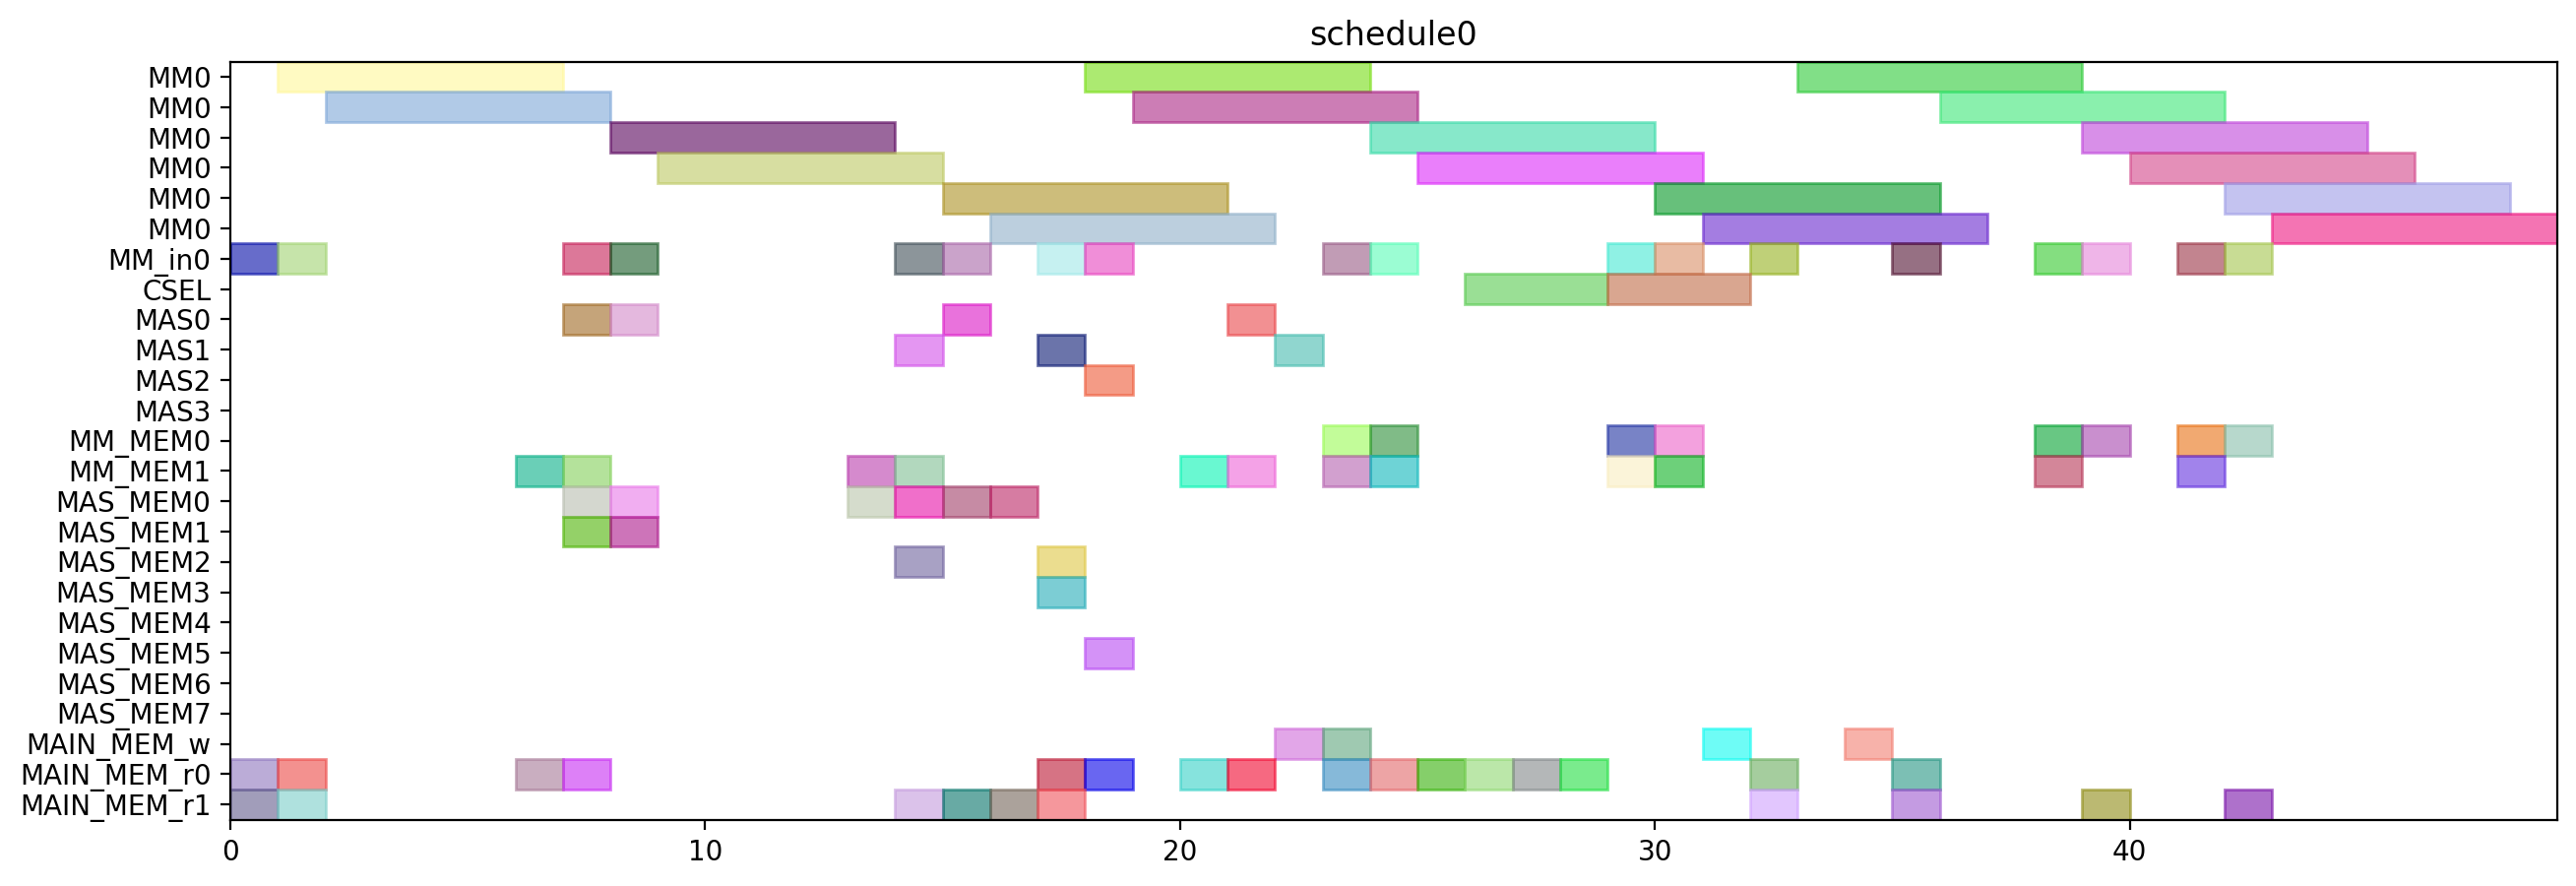 schedule0
MM0
MM0
MM0
MM0
MM0
MM0
MM_in0
CSEL
MAS0
MAS1
MAS2
MAS3
MM_MEM0
MM_MEM1
MAS_MEM0
MAS_MEM1
MAS_MEM2
MAS_MEM3
MAS_MEM4
MAS_MEM5
MAS_MEM6
MAS_MEM7
MAIN_MEM_w
MAIN_MEM_r0
MAIN_MEM_r1
0 10 20 30 40